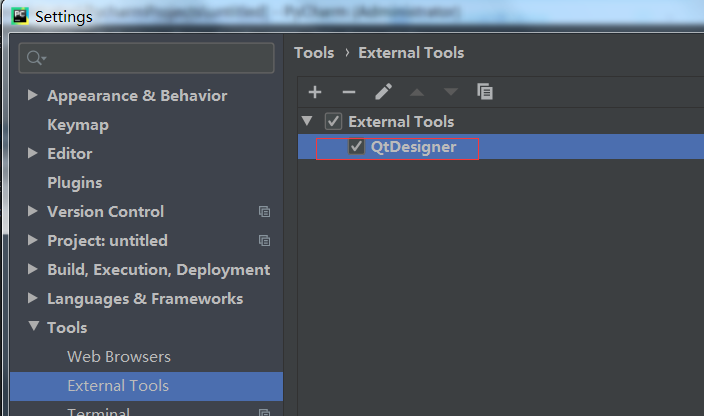 Settings
Tools › External Tools
External Tools
QtDesigner
Appearance & Behavior
Keymap
Editor
Plugins
Version Control
Project: untitled
Build, Execution, Deployment
Languages & Frameworks
Tools
Web Browsers
External Tools
Terminal